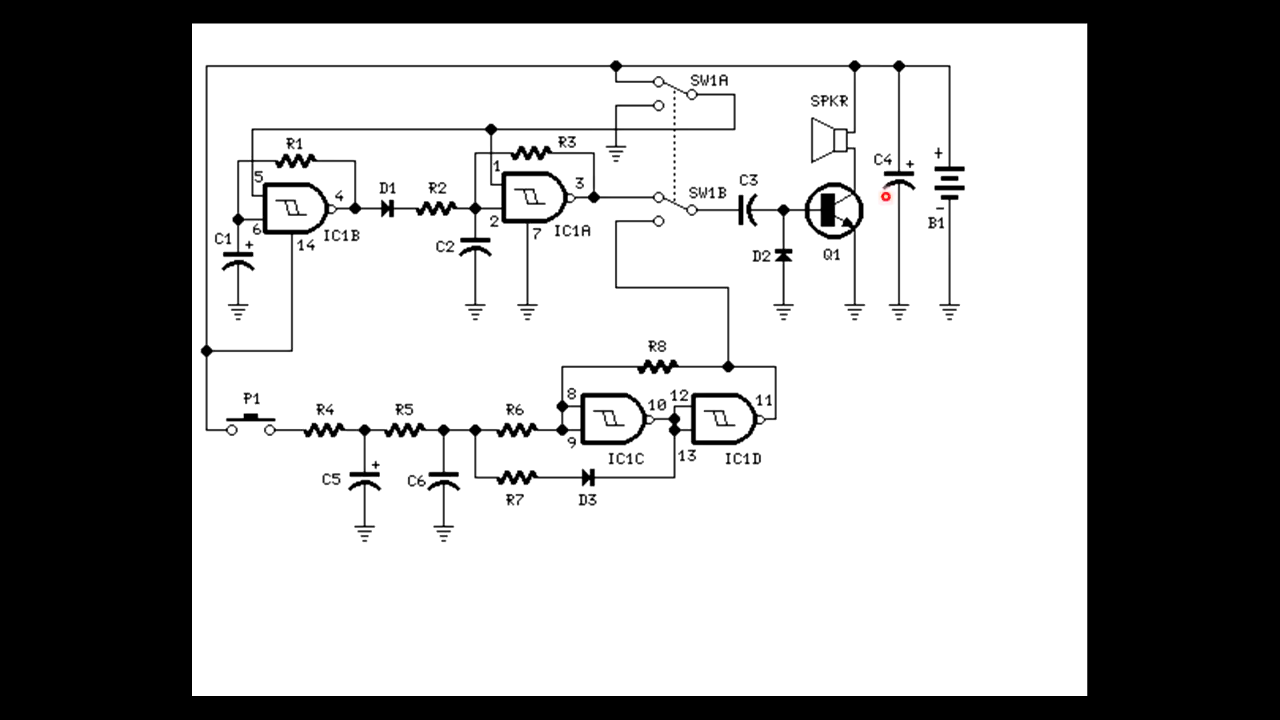 SW1A
SPKR
R1
R3
C4 +
+
5
4
D1
R2
1
3
SW1B
C3
6
IC1B
2
7
IC1A
C1 +
14
C2
D2
Q1
−
B1
R8
P1
R4
R5
R6
8
9
10
12
13
11
IC1C
IC1D
C5 +
C6
R7
D3